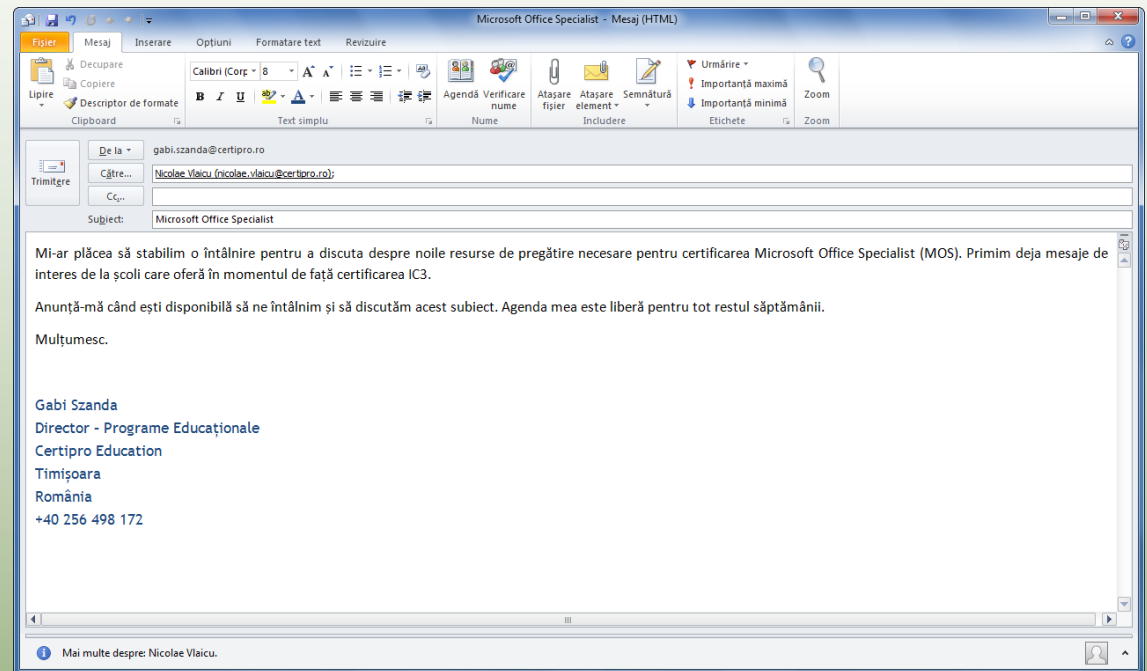 Microsoft Office Specialist - Mesaj (HTML)
Fișier Mesaj Inserare Opțiuni Formatare text Revizuire
Lipire
Decupare
Copiere
Descriptor de formate
Clipboard
Calibri (Corp 8
B I U
Text simplu
Agendă Verificare nume
Nume
Atașare fișier
Atașare element
Semnătură
Includere
Urmărire
Importanță maximă
Importanță minimă
Etichete
Zoom
Zoom
Trimitere
De la gabi.szanda@certipro.ro
Către... Nicolae Vlaicu (nicolae.vlaicu@certipro.ro);
Cc...
Subiect: Microsoft Office Specialist
Mi-ar plăcea să stabilim o întâlnire pentru a discuta despre noile resurse de pregătire necesare pentru certificarea Microsoft Office Specialist (MOS). Primim deja mesaje de
interes de la școli care oferă în momentul de față certificarea IC3.
Anunță-mă când ești disponibilă să ne întâlnim și să discutăm acest subiect. Agenda mea este liberă pentru tot restul săptămânii.
Mulțumesc.
Gabi Szanda
Director - Programe Educaționale
Certipro Education
Timișoara
România
+40 256 498 172
Mai multe despre: Nicolae Vlaicu.